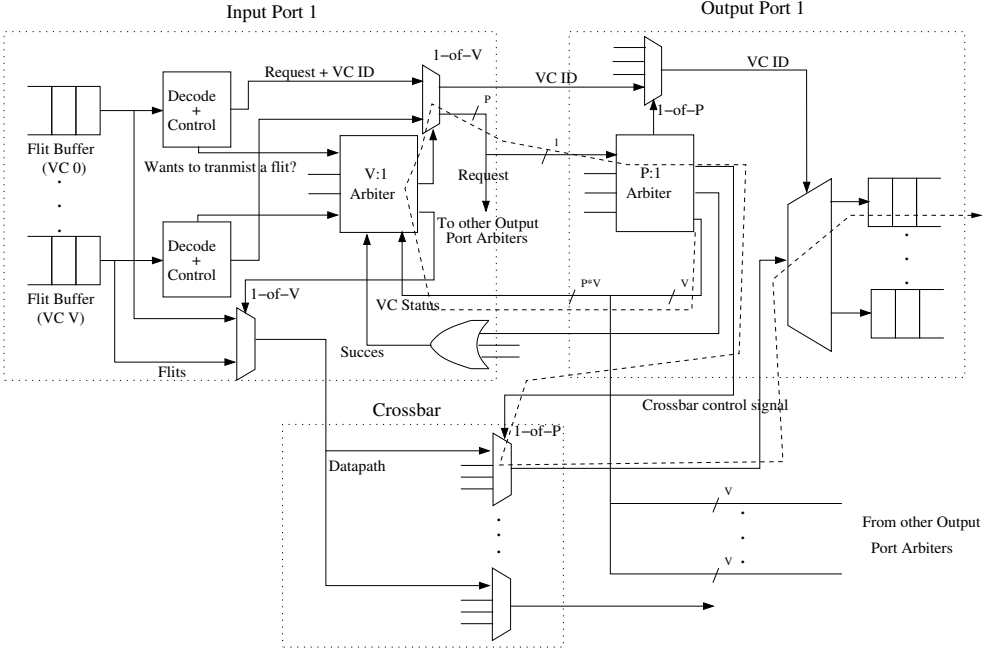 Input Port 1
Output Port 1
1-of-V
Request + VC ID
VC ID
VC ID
Decode
+
Control
P
1-of-P
Flit Buffer
(VC 0)
Wants to tranmist a flit?
V:1
Arbiter
1
Request
P:1
Arbiter
To other Output
Port Arbiters
Decode
+
Control
Flit Buffer
(VC V)
1-of-V
VC Status
P*V
V
Succes
Flits
Crossbar
Crossbar control signal
1-of-P
Datapath
V
From other Output
Port Arbiters
V